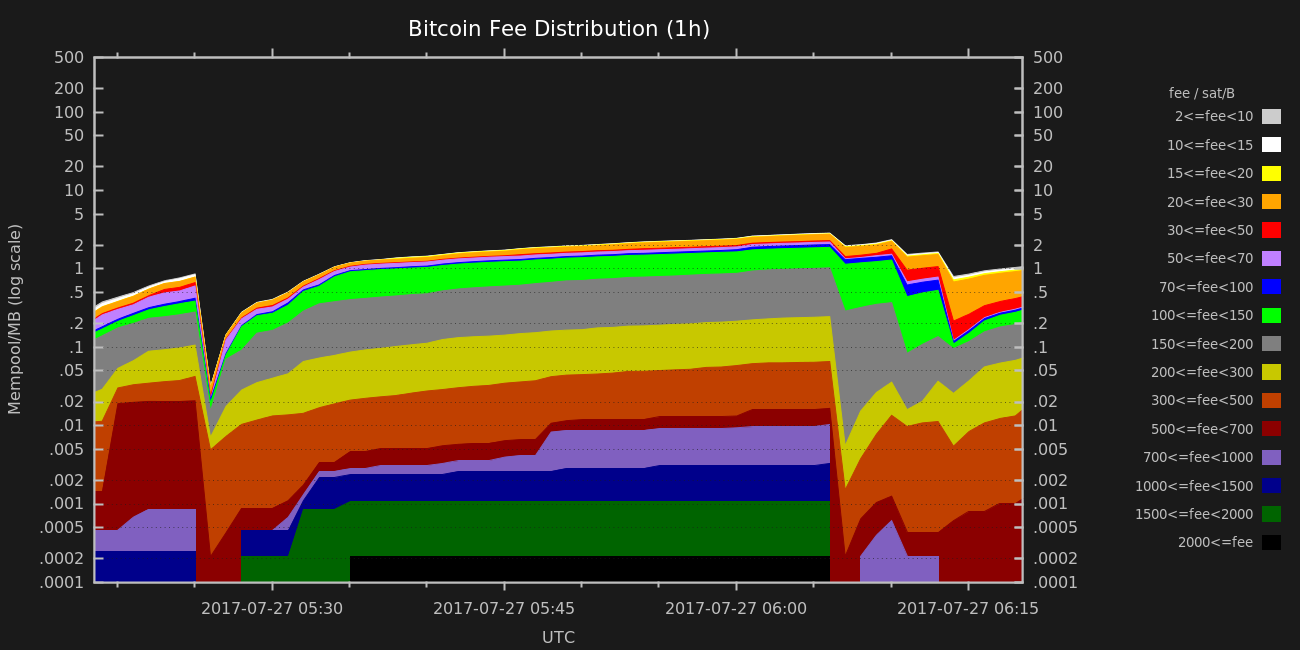 Bitcoin Fee Distribution (1h)
Mempool/MB (log scale)
500
200
100
50
20
10
5
2
1
.5
.2
.1
.05
.02
.01
.005
.002
.001
.0005
.0002
.0001
500
200
100
50
20
10
5
2
1
.5
.2
.1
.05
.02
.01
.005
.002
.001
.0005
.0002
.0001
2017-07-27 05:30
2017-07-27 05:45
2017-07-27 06:00
2017-07-27 06:15
UTC
fee / sat/B
2<=fee<10
10<=fee<15
15<=fee<20
20<=fee<30
30<=fee<50
50<=fee<70
70<=fee<100
100<=fee<150
150<=fee<200
200<=fee<300
300<=fee<500
500<=fee<700
700<=fee<1000
1000<=fee<1500
1500<=fee<2000
2000<=fee